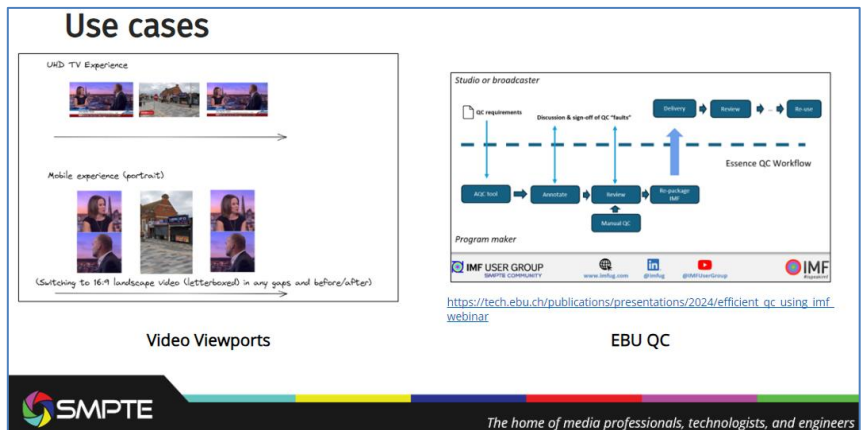 Use cases
UHD TV Experience
Mobile experience (portrait)
(Switching to 16:9 landscape video (letterboxed) in any gaps and before/after)
Video Viewports
Studio or broadcaster
QC requirements
Discussion & sign-off of QC "faults"
Delivery
Review
...
Re-use
Essence QC Workflow
AQC tool
Annotate
Review
Re-package
IMF
Manual QC
Program maker
IMF USER GROUP
SMPTE COMMUNITY
www.imfug.com
@imfug
@IMFUserGroup
IMF
https://tech.ebu.ch/publications/presentations/2024/efficient_qc_using_imf_
webinar
EBU QC
SMPTE
The home of media professionals, technologists, and engineers